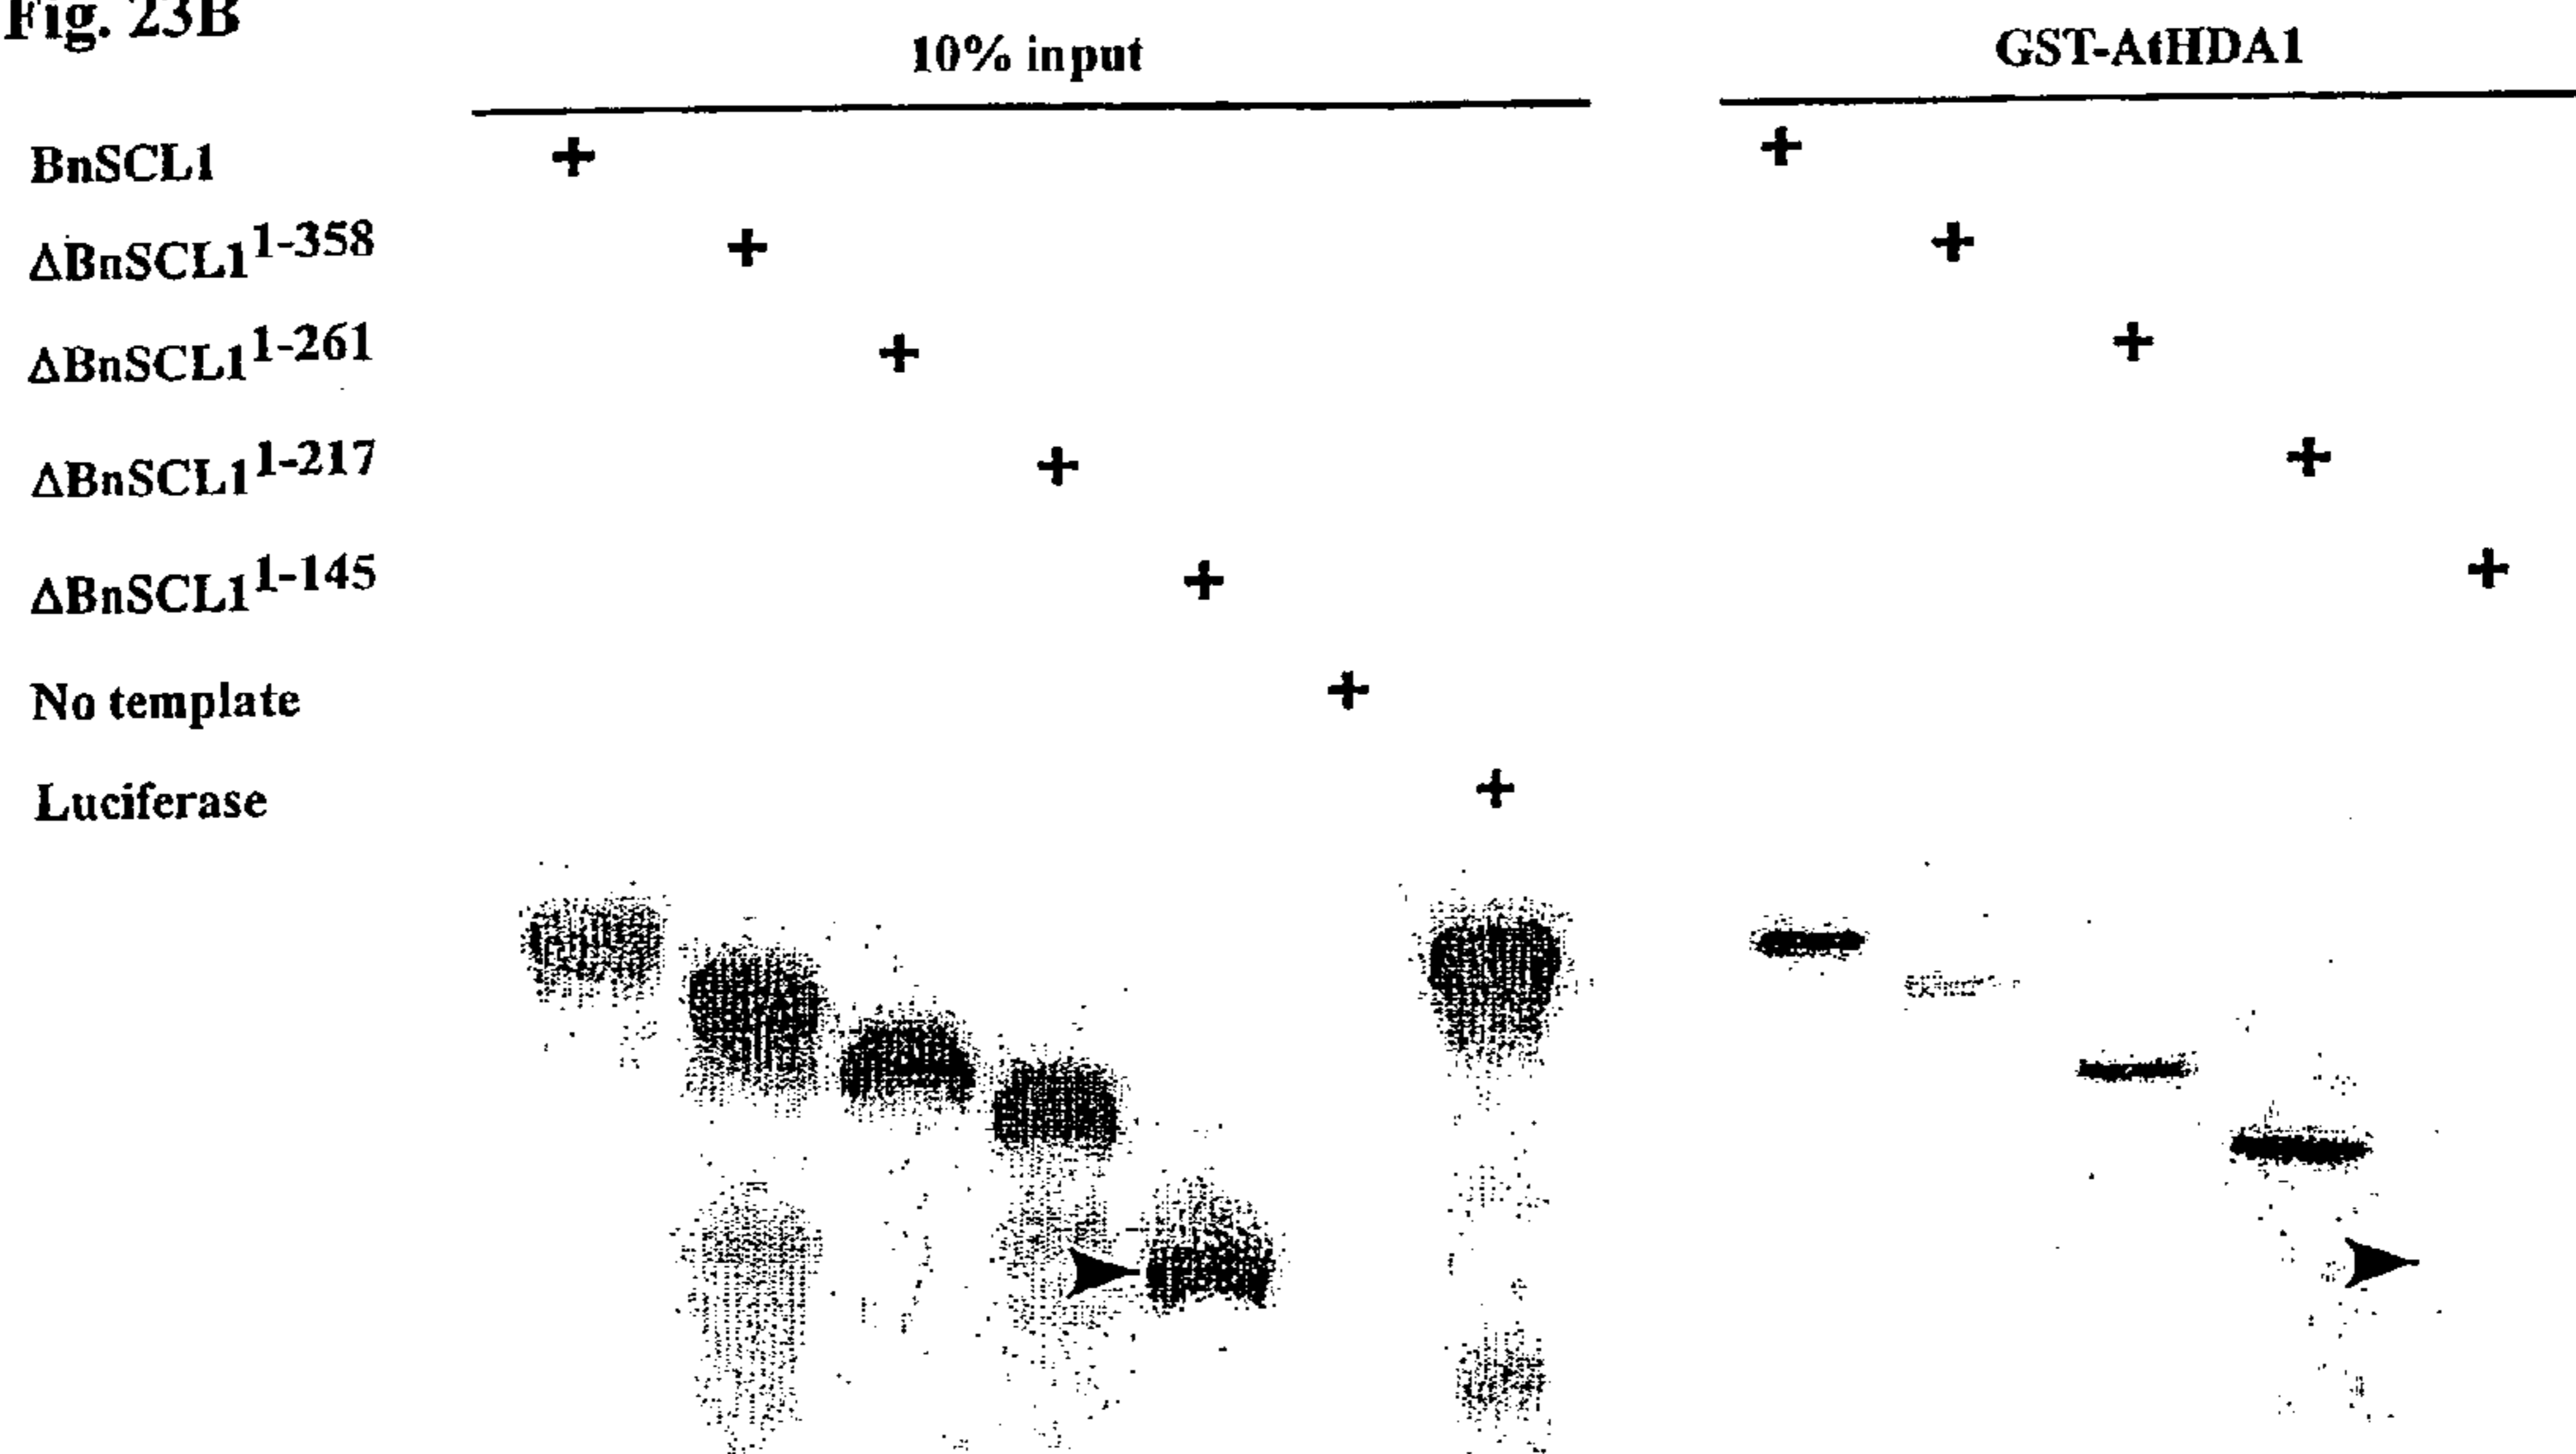 Fig. 23B
10% input GST-AtHDA1
BnSCL1 + +
ΔBnSCL1^1-358 + +
ΔBnSCL1^1-261 + +
ΔBnSCL1^1-217 + +
ΔBnSCL1^1-145 + +
No template +
Luciferase +